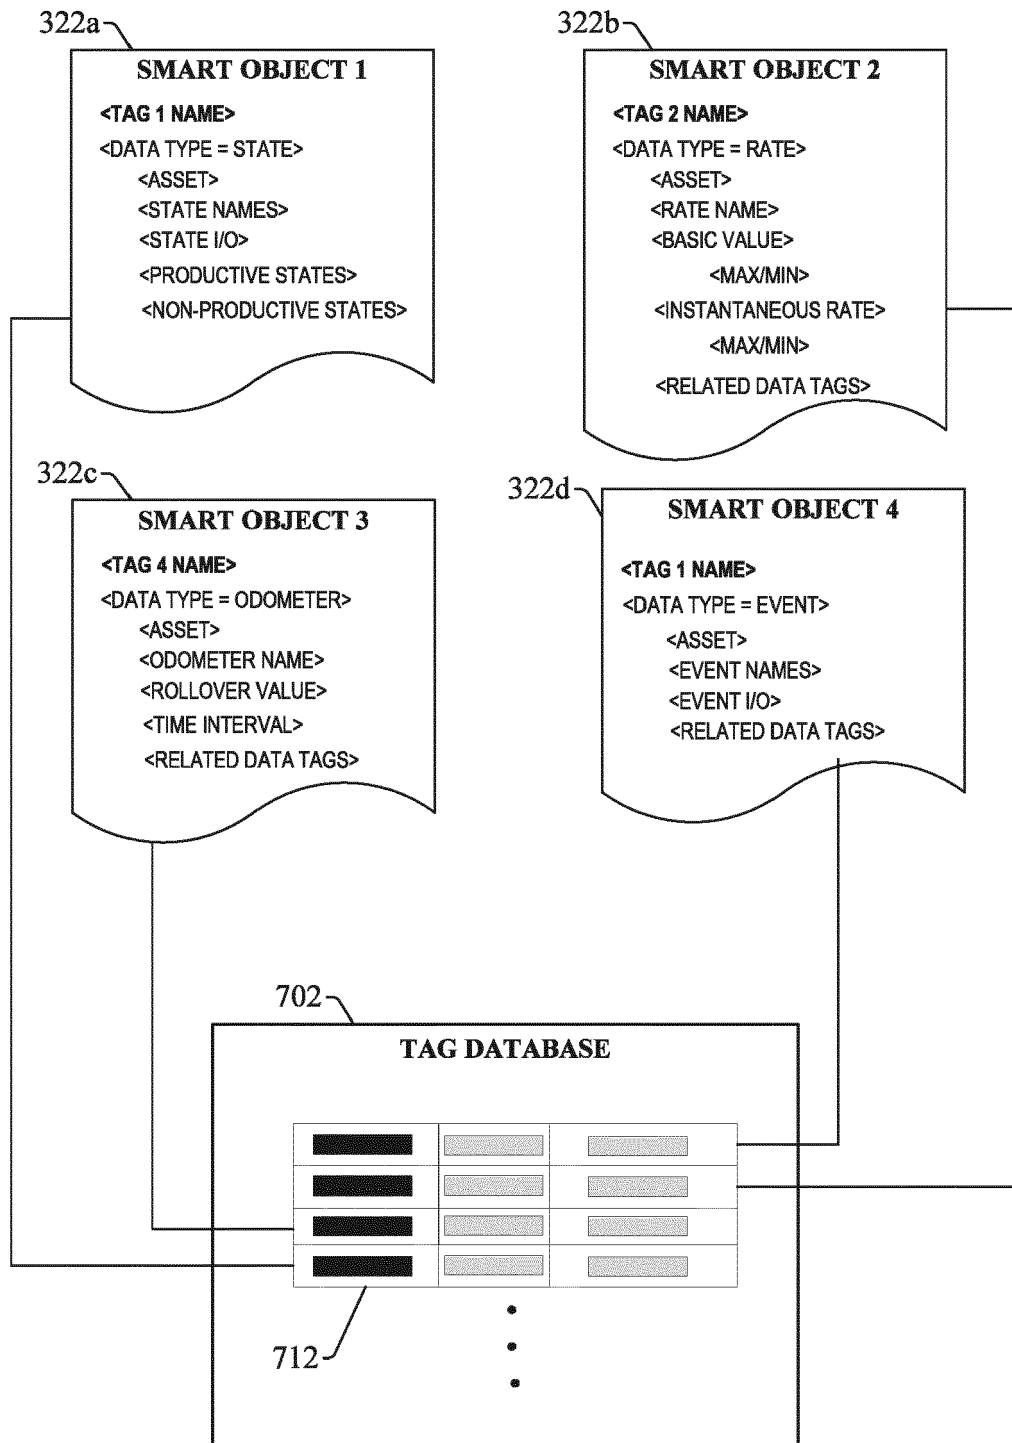 322a
SMART OBJECT 1
<TAG 1 NAME>
<DATA TYPE = STATE>
<ASSET>
<STATE NAMES>
<STATE I/O>
<PRODUCTIVE STATES>
<NON-PRODUCTIVE STATES>
322b
SMART OBJECT 2
<TAG 2 NAME>
<DATA TYPE = RATE>
<ASSET>
<RATE NAME>
<BASIC VALUE>
<MAX/MIN>
<INSTANTANEOUS RATE>
<MAX/MIN>
<RELATED DATA TAGS>
322c
SMART OBJECT 3
<TAG 4 NAME>
<DATA TYPE = ODOMETER>
<ASSET>
<ODOMETER NAME>
<ROLLOVER VALUE>
<TIME INTERVAL>
<RELATED DATA TAGS>
322d
SMART OBJECT 4
<TAG 1 NAME>
<DATA TYPE = EVENT>
<ASSET>
<EVENT NAMES>
<EVENT I/O>
<RELATED DATA TAGS>
702
TAG DATABASE
712